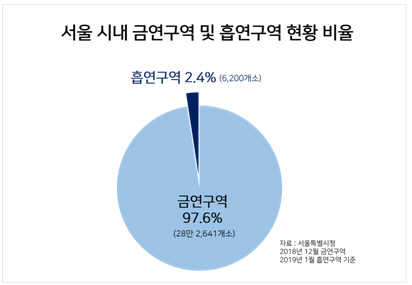 서울 시내 금연구역 및 흡연구역 현황 비율
흡연구역 2.4% (6,200개소)
금연구역
97.6%
(28만 2,641개소)
자료 : 서울특별시청
2018년 12월 금연구역
2019년 1월 흡연구역 기준